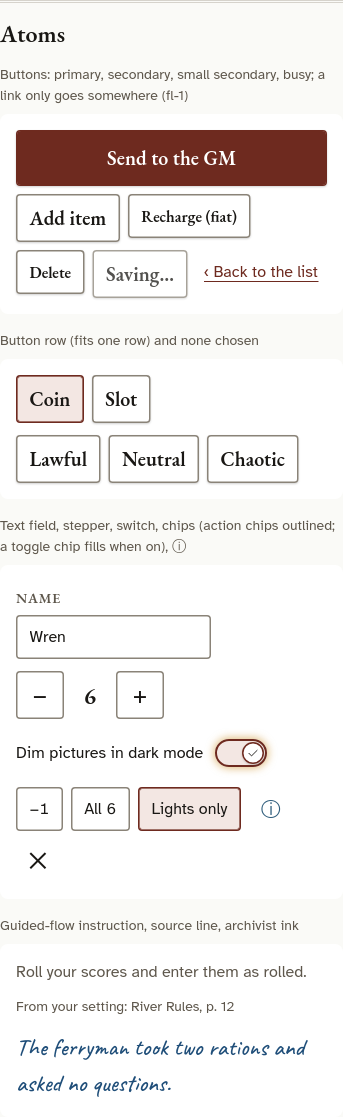 Atoms
Buttons: primary, secondary, small secondary, busy; a
link only goes somewhere (fl-1)
Send to the GM
Add item
Recharge (fiat)
Delete
Saving…
‹ Back to the list
Button row (fits one row) and none chosen
Coin
Slot
Lawful
Neutral
Chaotic
Text field, stepper, switch, chips (action chips outlined;
a toggle chip fills when on), ⓘ
NAME
Wren
− 6 +
Dim pictures in dark mode
−1
All 6
Lights only
ⓘ
Guided-flow instruction, source line, archivist ink
Roll your scores and enter them as rolled.
From your setting: River Rules, p. 12
The ferryman took two rations and
asked no questions.